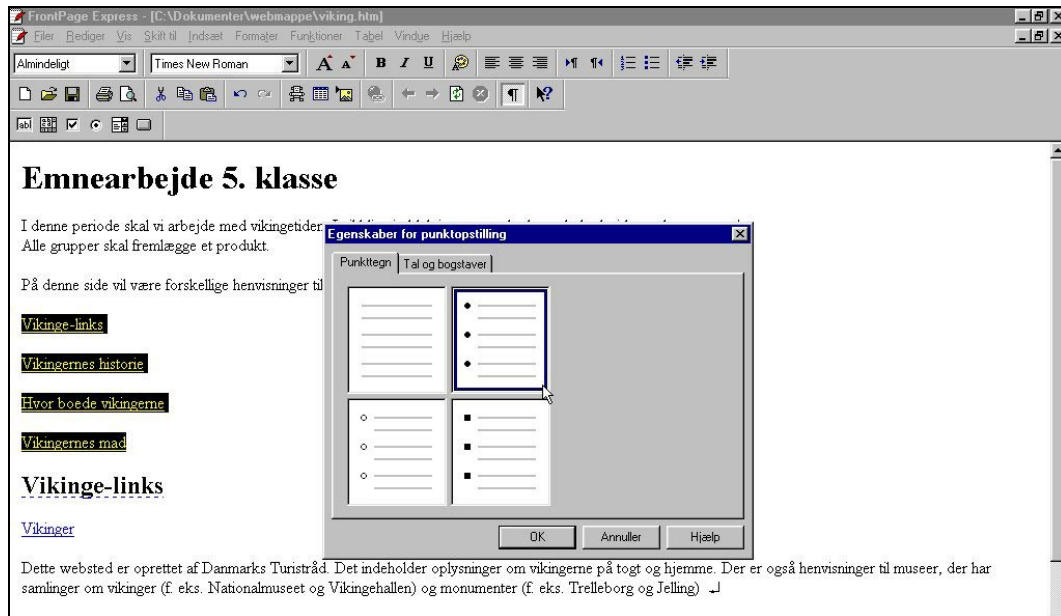 FrontPage Express - [C:\Dokumenter\webmappe\viking.htm]
Filer Rediger Vis Skift til Indsæt Formater Funktioner Tabel Vindue Hjælp
Almindeligt Times New Roman A A B I U
abl
Emnearbejde 5. klasse
I denne periode skal vi arbejde med vikingetiden
Alle grupper skal fremlægge et produkt.
På denne side vil være forskellige henvisninger til
Vikinge-links
Vikingernes historie
Hvor boede vikingerne
Vikingernes mad
Vikinge-links
Vikinger
Dette websted er oprettet af Danmarks Turistråd. Det indeholder oplysninger om vikingerne på togt og hjemme. Der er også henvisninger til museer, der har
samlinger om vikinger (f. eks. Nationalmuseet og Vikingehallen) og monumenter (f. eks. Trelleborg og Jelling)
Egenskaber for punktopstilling
Punkttegn Tal og bogstaver
OK Annuller Hjælp